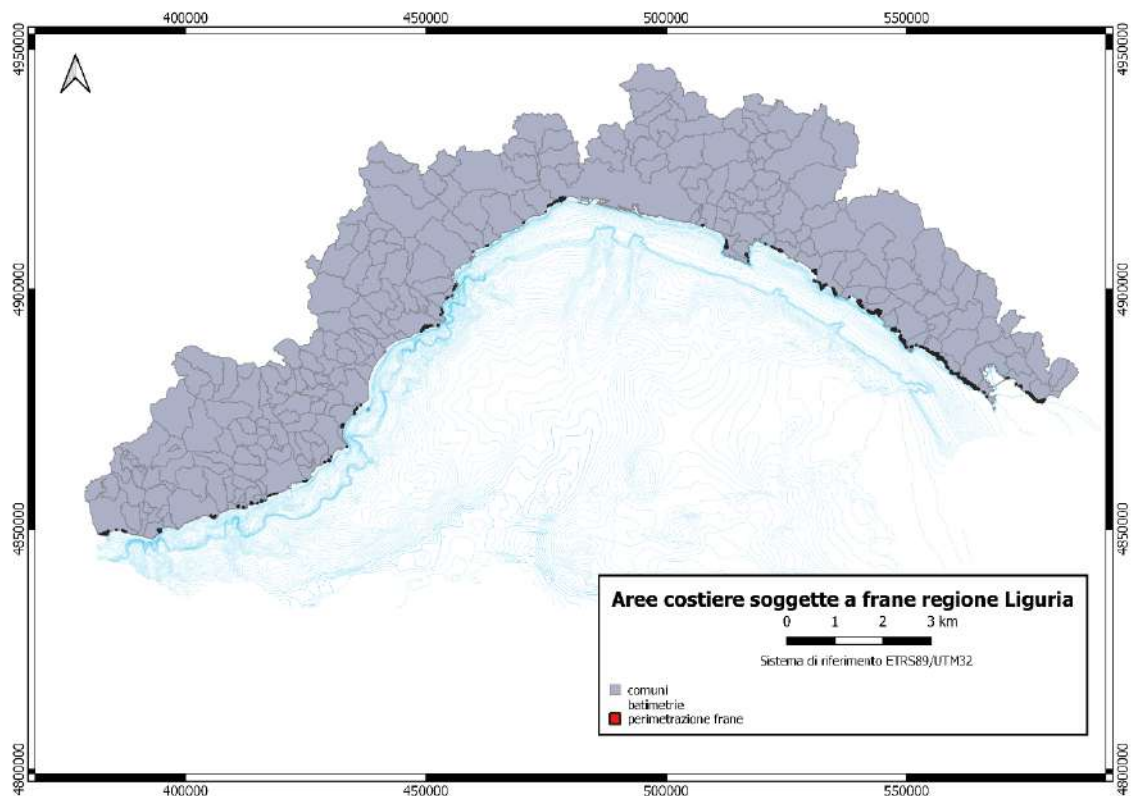 400000 450000 500000 550000
4950000 4950000
4900000 4900000
4850000 4850000
Aree costiere soggette a frane regione Liguria
0 1 2 3 km
Sistema di riferimento ETRS89/UTM32
comuni
batimetrie
perimetrazione frane
4800000 4800000
400000 450000 500000 550000